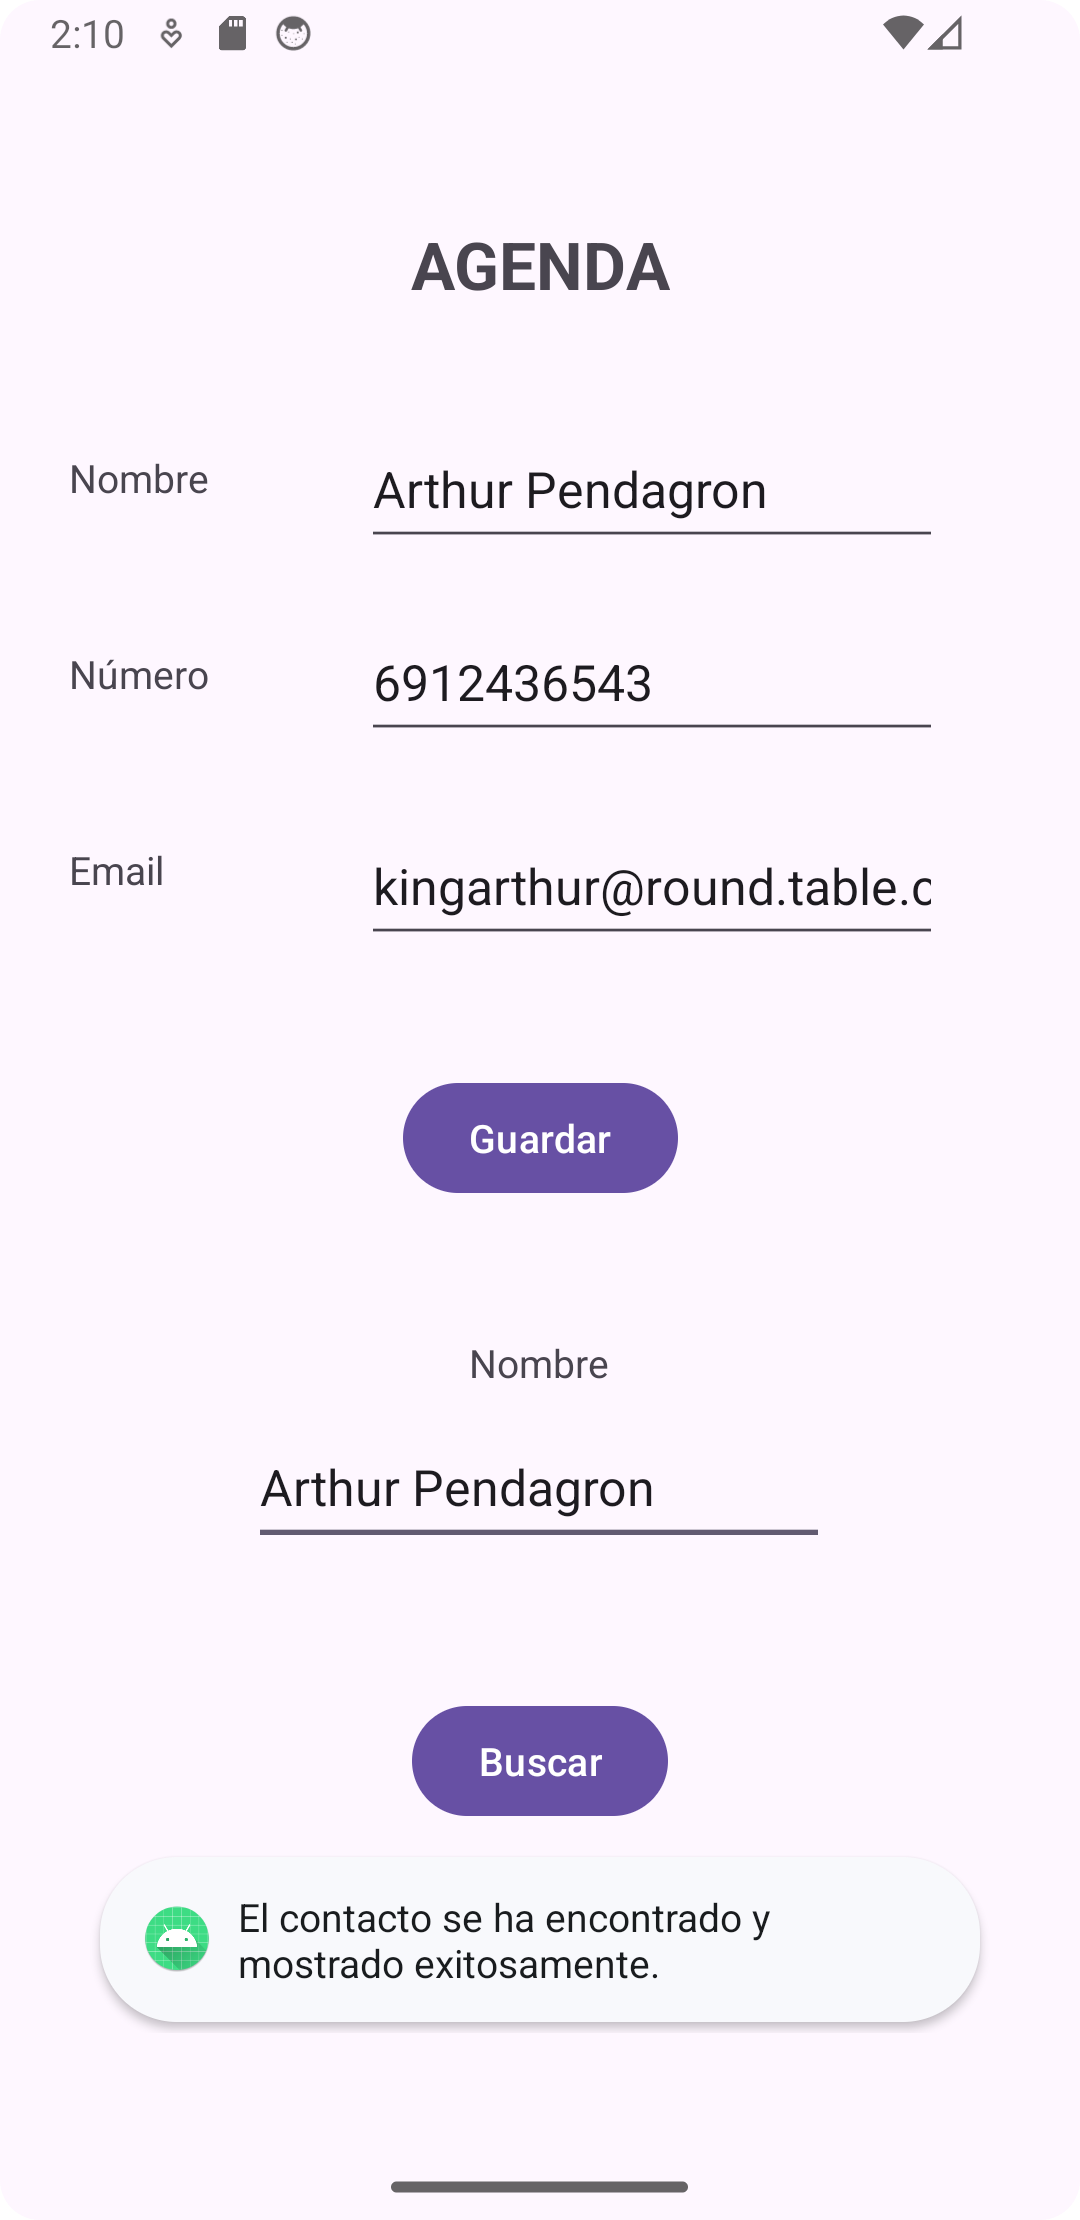 2:10
AGENDA
Nombre
Arthur Pendagron
Número
6912436543
Email
kingarthur@round.table.c
Guardar
Nombre
Arthur Pendagron
Buscar
El contacto se ha encontrado y
mostrado exitosamente.